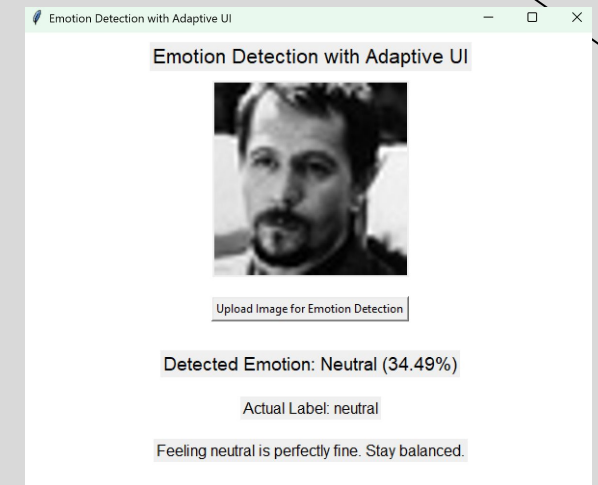 Emotion Detection with Adaptive UI
Emotion Detection with Adaptive UI
Upload Image for Emotion Detection
Detected Emotion: Neutral (34.49%)
Actual Label: neutral
Feeling neutral is perfectly fine. Stay balanced.